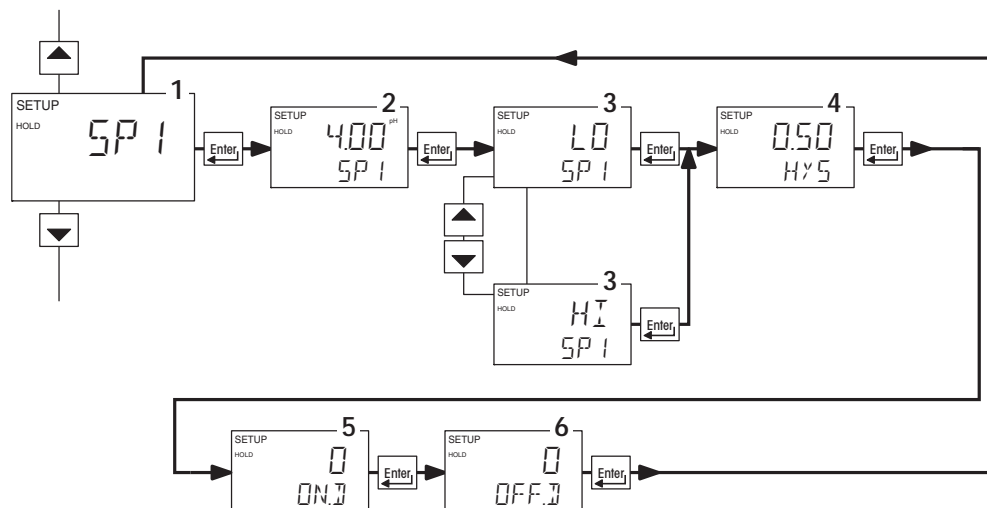 1
SETUP
HOLD
SP1
Enter
2
SETUP
HOLD
4.00 pH
SP1
Enter
3
SETUP
HOLD
LO
SP1
Enter
4
SETUP
HOLD
0.50
HYS
Enter
3
SETUP
HOLD
HI
SP1
Enter
5
SETUP
HOLD
0
ON.D
Enter
6
SETUP
HOLD
0
OFF.D
Enter